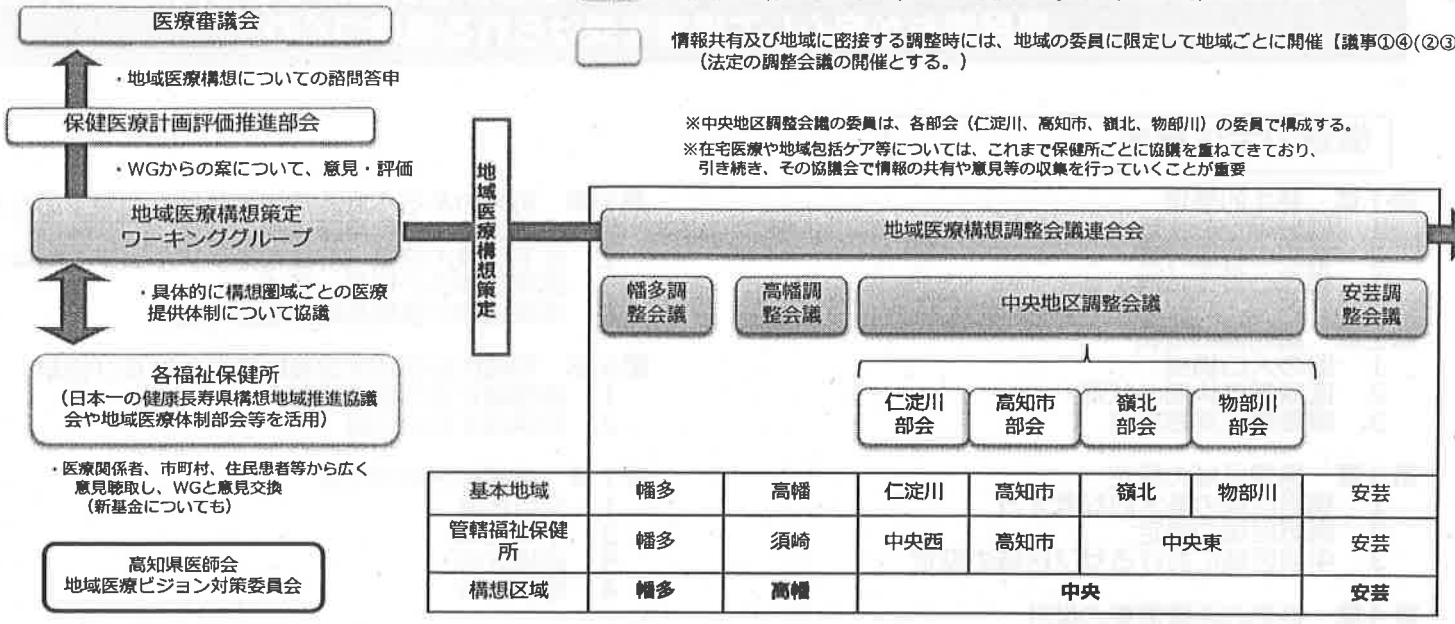 医療審議会
・地域医療構想についての諮問答申
保健医療計画評価推進部会
・WGからの案について、意見・評価
地域医療構想策定
ワーキンググループ
・具体的に構想圏域ごとの医療
提供体制について協議
各福祉保健所
（日本一の健康長寿県構想地域推進協議
会や地域医療体制部会等を活用）
・医療関係者、市町村、住民患者等から広く
意見聴取し、WGと意見交換
（新基金についても）
高知県医師会
地域医療ビジョン対策委員会
地域医療構想策定
情報共有及び地域に密接する調整時には、地域の委員に限定して地域ごとに開催【議事①④(②③
（法定の調整会議の開催とする。）
※中央地区調整会議の委員は、各部会（仁淀川、高知市、嶺北、物部川）の委員で構成する。
※在宅医療や地域包括ケア等については、これまで保健所ごとに協議を重ねてきており、
引き続き、その協議会で情報の共有や意見等の収集を行っていくことが重要
地域医療構想調整会議連合会
幡多調
整会議
高幡調
整会議
中央地区調整会議
安芸調
整会議
仁淀川
部会
高知市
部会
嶺北
部会
物部川
部会
基本地域 幡多 高幡 仁淀川 高知市 嶺北 物部川 安芸
管轄福祉保健
所 幡多 須崎 中央西 高知市 中央東 安芸
構想区域 幡多 高幡 中央 安芸